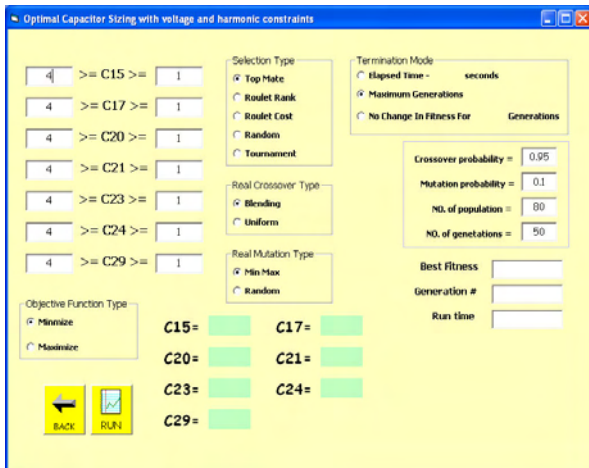 Optimal Capacitor Sizing with voltage and harmonic constraints
4 >= C15 >= 1
4 >= C17 >= 1
4 >= C20 >= 1
4 >= C21 >= 1
4 >= C23 >= 1
4 >= C24 >= 1
4 >= C29 >= 1
Selection Type
Top Mate
Roulet Rank
Roulet Cost
Random
Tournament
Real Crossover Type
Blending
Uniform
Real Mutation Type
Min Max
Random
Termination Mode
Elapsed Time - seconds
Maximum Generations
No Change In Fitness For Generations
Crossover probability = 0.95
Mutation probability = 0.1
NO. of population = 80
NO. of genetations = 50
Best Fitness
Generation #
Run time
Objective Function Type
Minmize
Maximize
C15= C17=
C20= C21=
C23= C24=
C29=
BACK
RUN